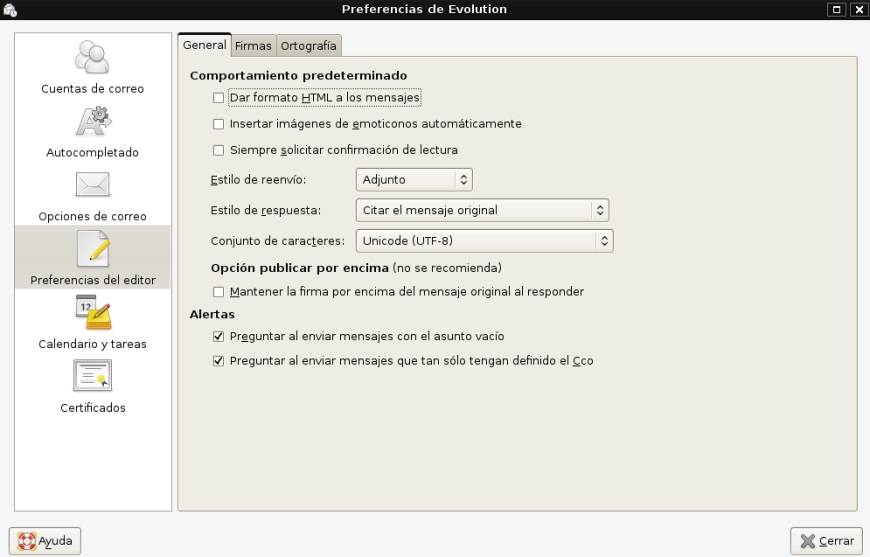 Preferencias de Evolution
Cuentas de correo
Autocompletado
Opciones de correo
Preferencias del editor
12
Calendario y tareas
Certificados
General Firmas Ortografía
Comportamiento predeterminado
Dar formato HTML a los mensajes
Insertar imágenes de emoticonos automáticamente
Siempre solicitar confirmación de lectura
Estilo de reenvío: Adjunto
Estilo de respuesta: Citar el mensaje original
Conjunto de caracteres: Unicode (UTF-8)
Opción publicar por encima (no se recomienda)
Mantener la firma por encima del mensaje original al responder
Alertas
Preguntar al enviar mensajes con el asunto vacío
Preguntar al enviar mensajes que tan sólo tengan definido el Cco
Ayuda
Cerrar